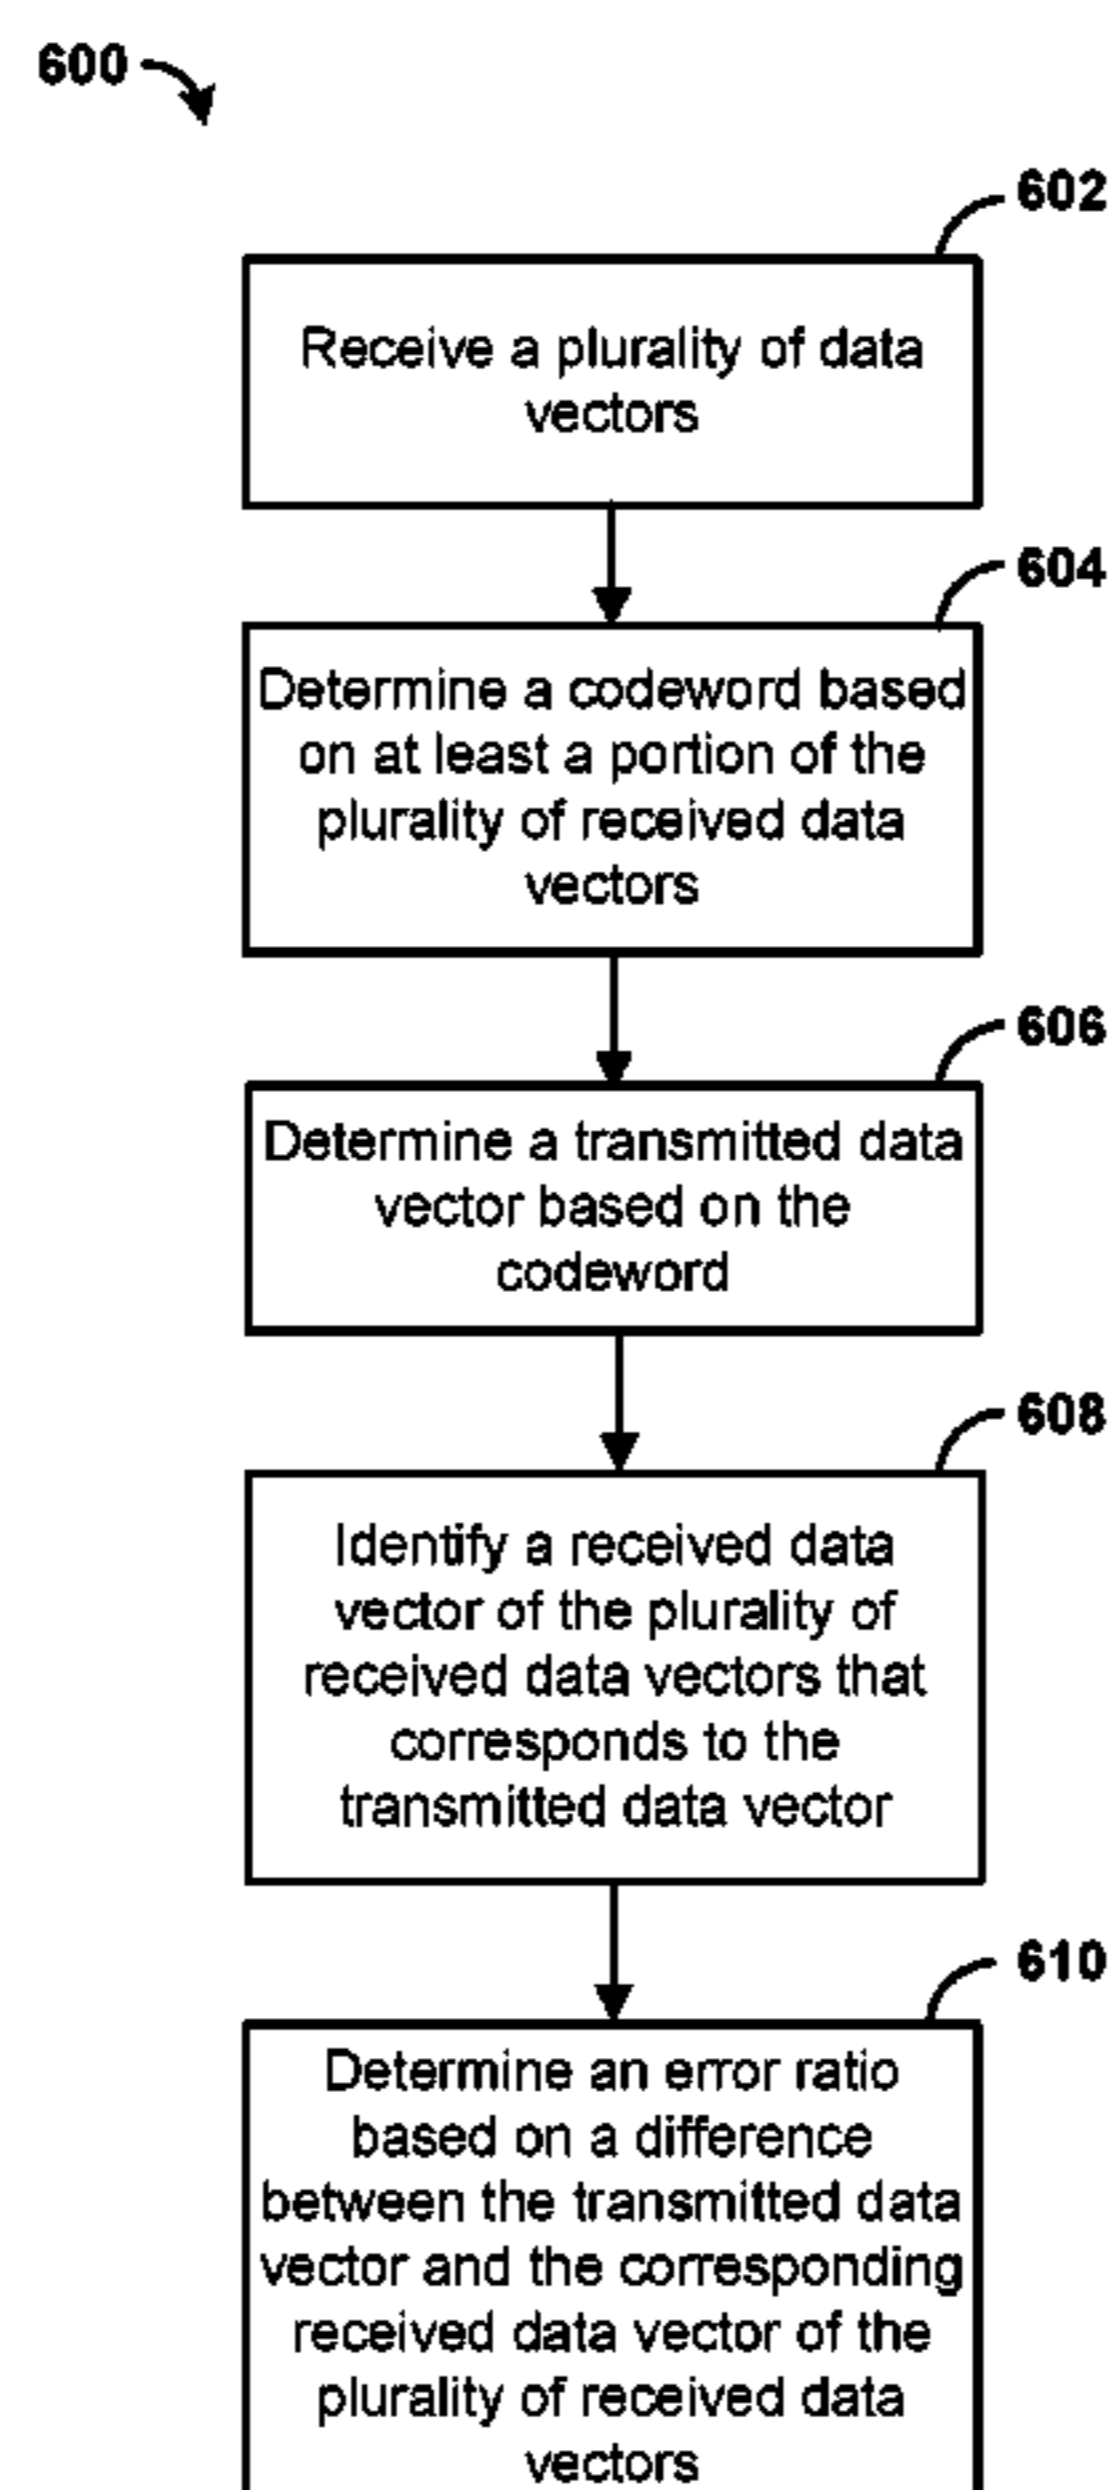 600
602
Receive a plurality of data
vectors
604
Determine a codeword based
on at least a portion of the
plurality of received data
vectors
606
Determine a transmitted data
vector based on the
codeword
608
Identify a received data
vector of the plurality of
received data vectors that
corresponds to the
transmitted data vector
610
Determine an error ratio
based on a difference
between the transmitted data
vector and the corresponding
received data vector of the
plurality of received data
vectors